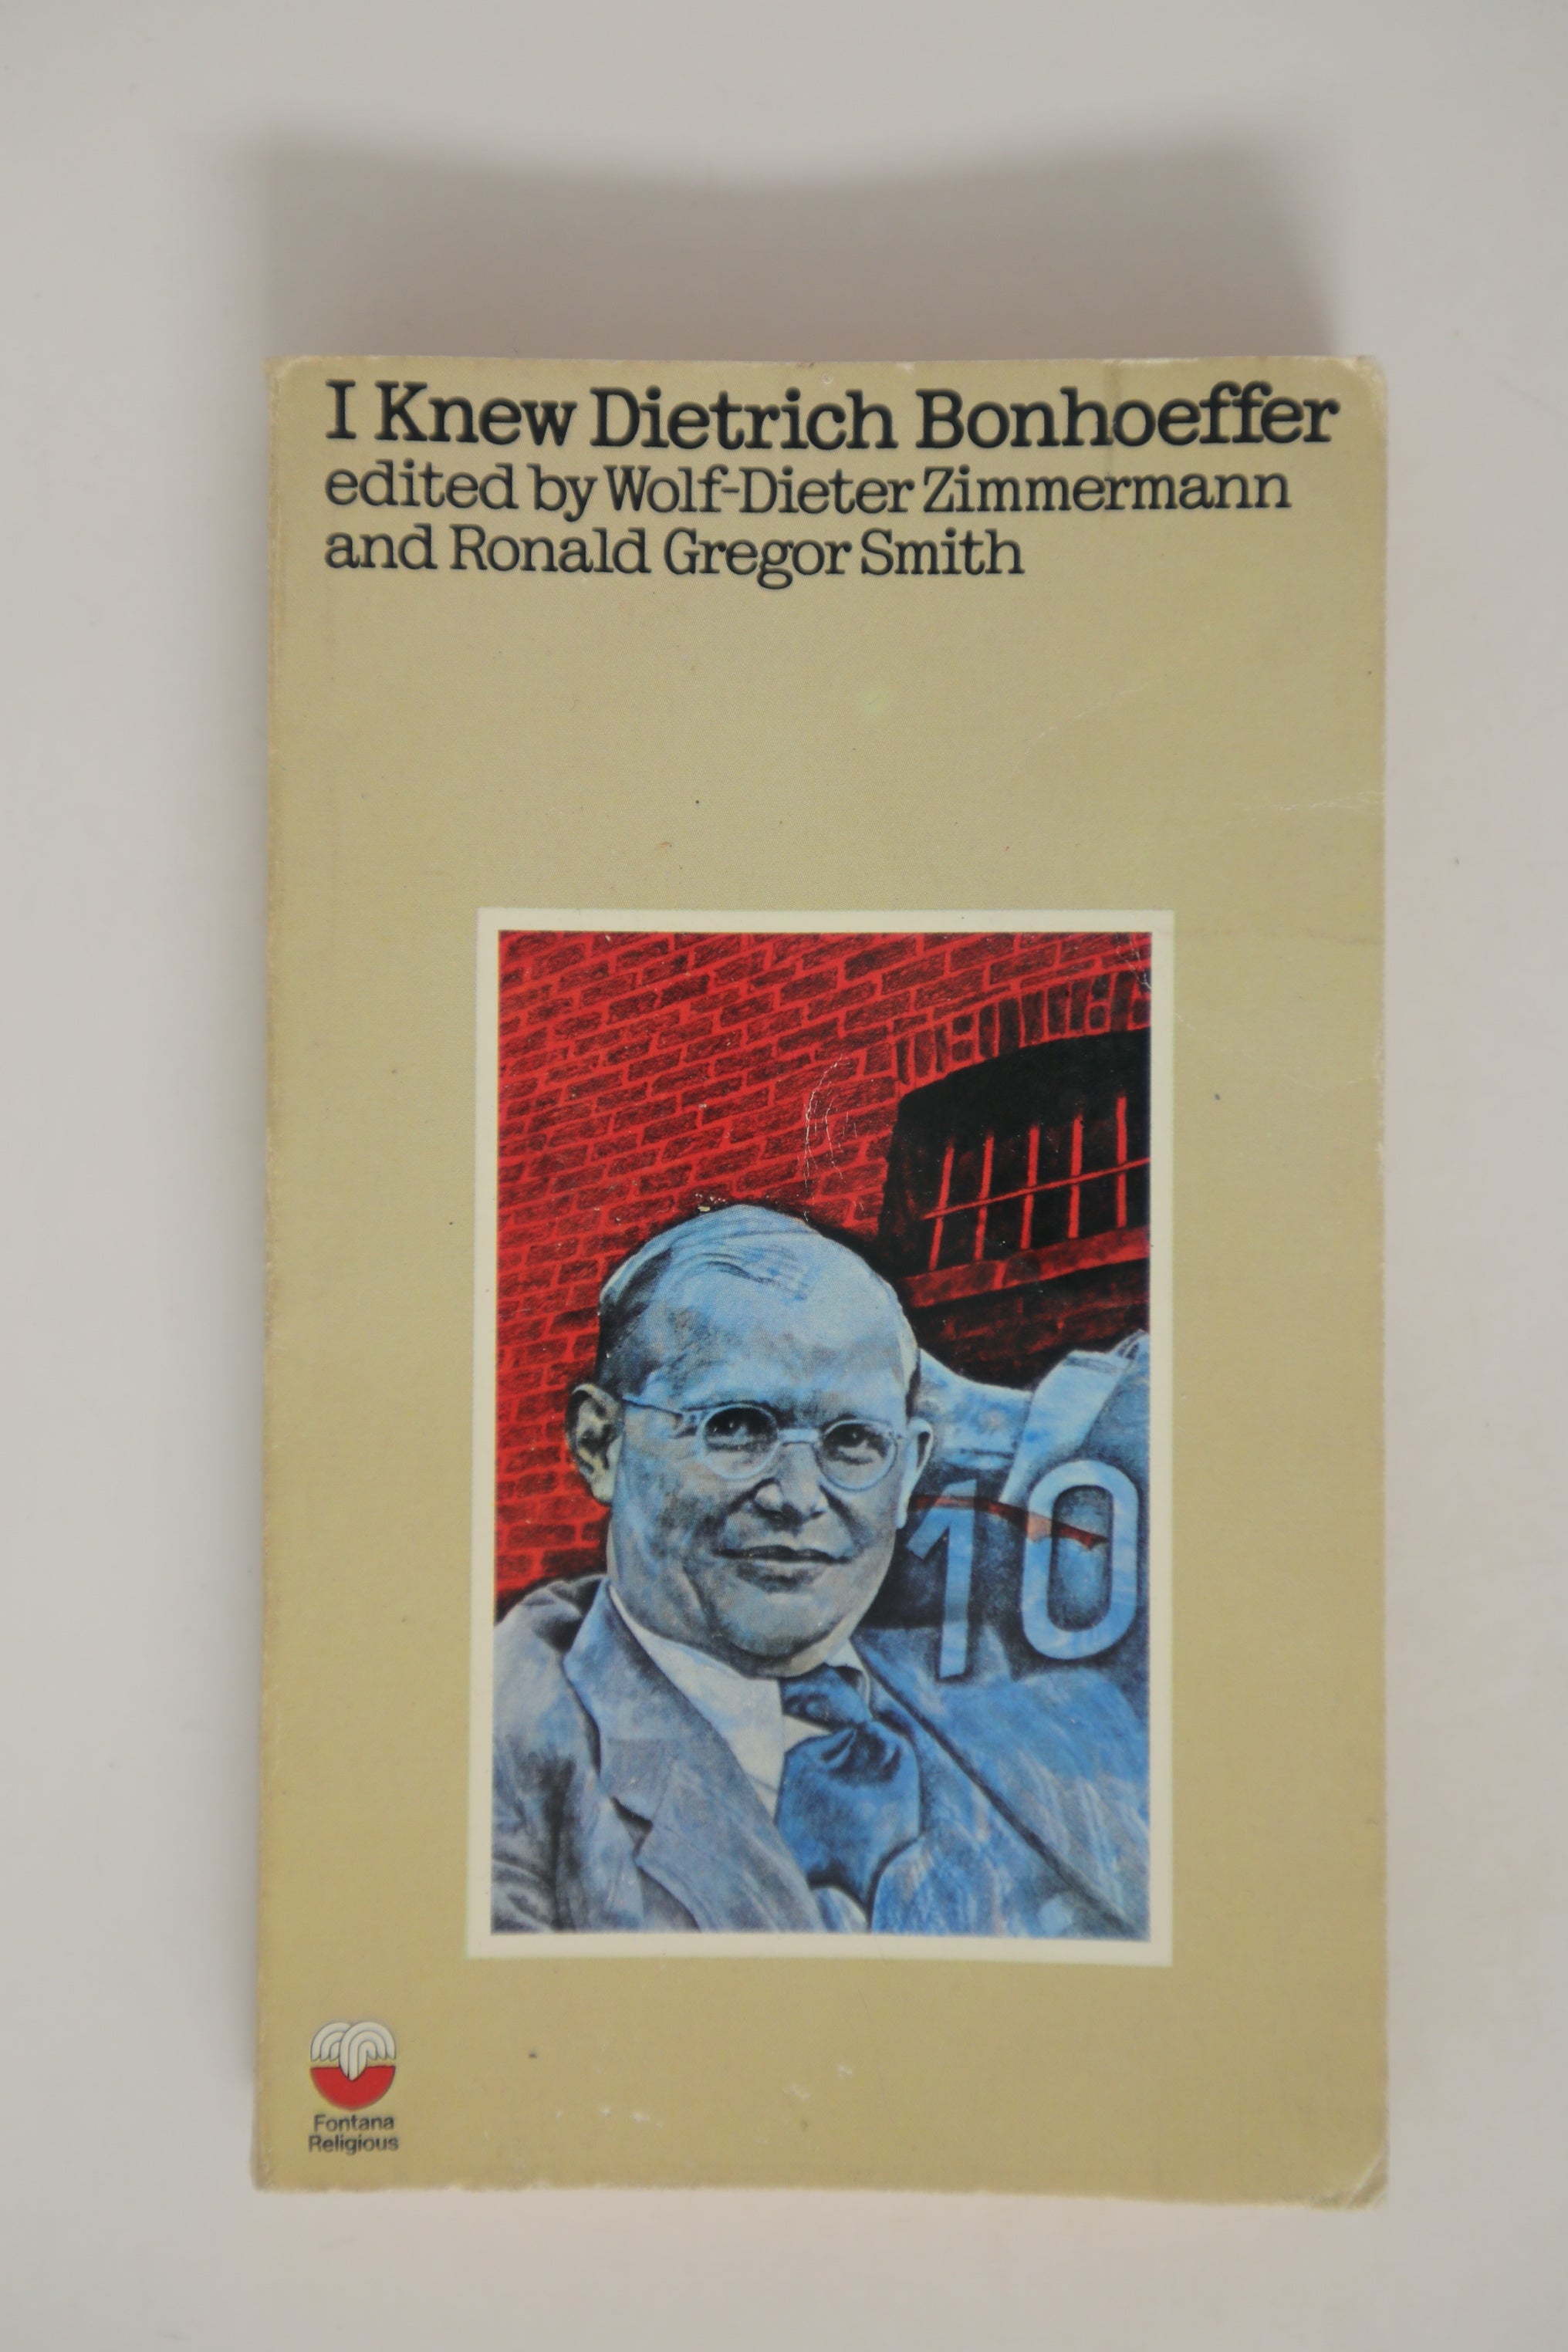 I Knew Dietrich Bonhoeffer
edited by Wolf-Dieter Zimmermann
and Ronald Gregor Smith
10
Fontana
Religious